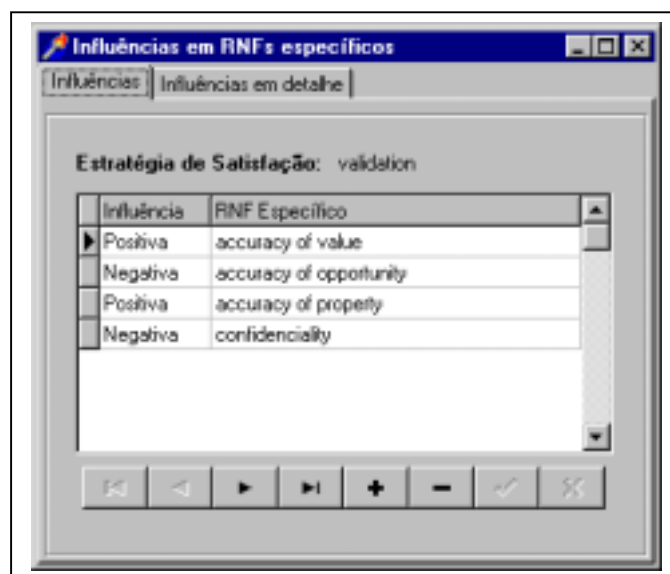 Influências em RNFs específicos
Influências Influências em detalhe
Estratégia de Satisfação: validation
Influência RNF Específico
Positiva accuracy of value
Negativa accuracy of opportunity
Positiva accuracy of property
Negativa confidenciality